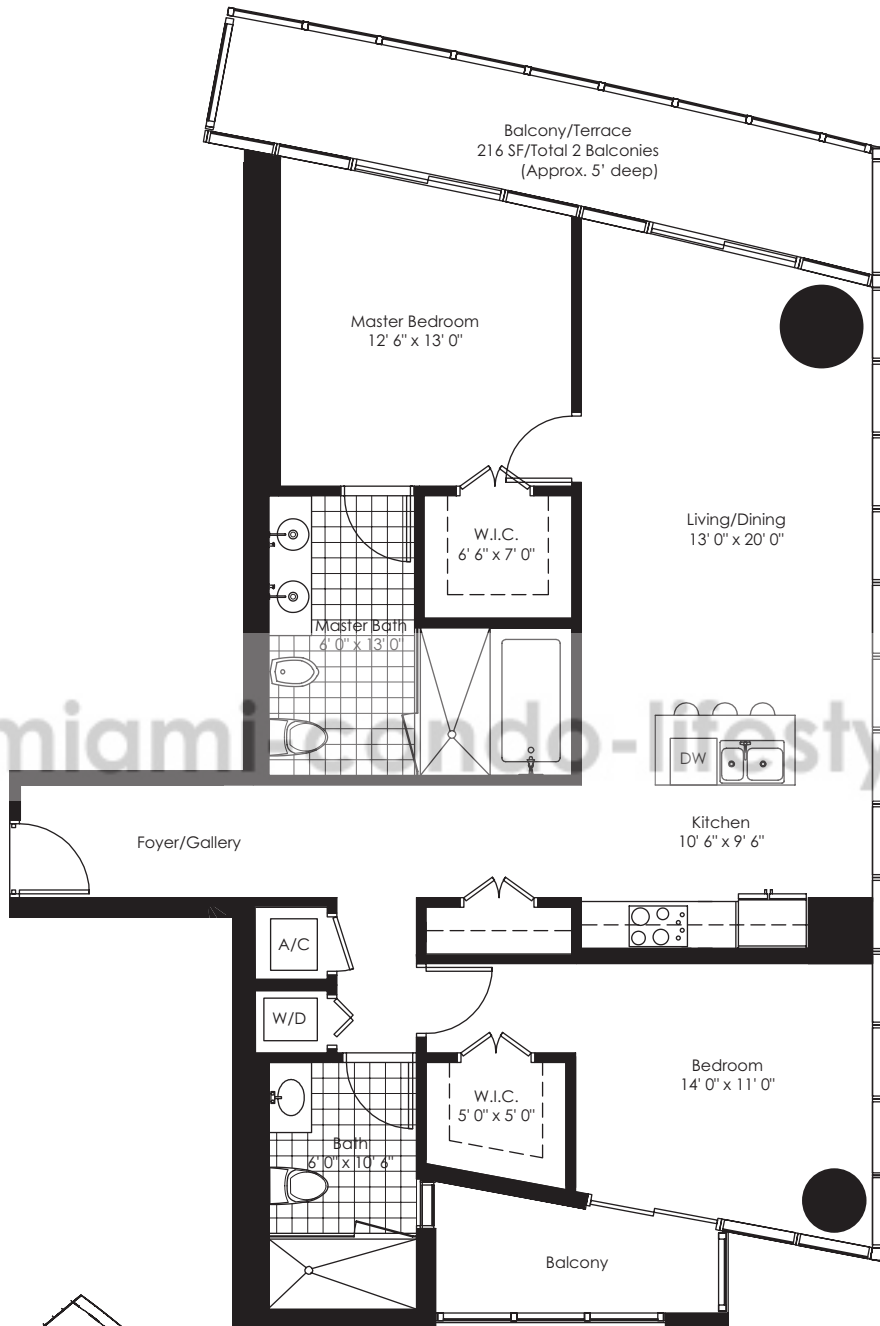 Balcony/Terrace
216 SF/Total 2 Balconies
(Approx. 5' deep)
Master Bedroom
12' 6" x 13' 0"
W.I.C.
6' 6" x 7' 0"
Living/Dining
13' 0" x 20' 0"
Master Bath
6' 0" x 13' 0"
miami-condo-lifesty
DW
Kitchen
10' 6" x 9' 6"
Foyer/Gallery
A/C
W/D
Bedroom
14' 0" x 11' 0"
W.I.C.
5' 0" x 5' 0"
Bath
6' 0" x 10' 6"
Balcony